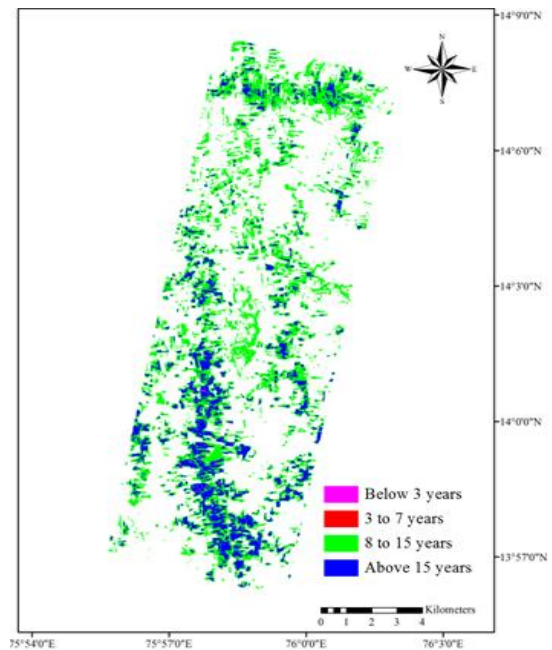 14°9'0"N
N
W E
S
14°6'0"N
14°3'0"N
14°0'0"N
Below 3 years
3 to 7 years
8 to 15 years
Above 15 years
13°57'0"N
Kilometers
0 1 2 3 4
75°54'0"E 75°57'0"E 76°0'0"E 76°3'0"E